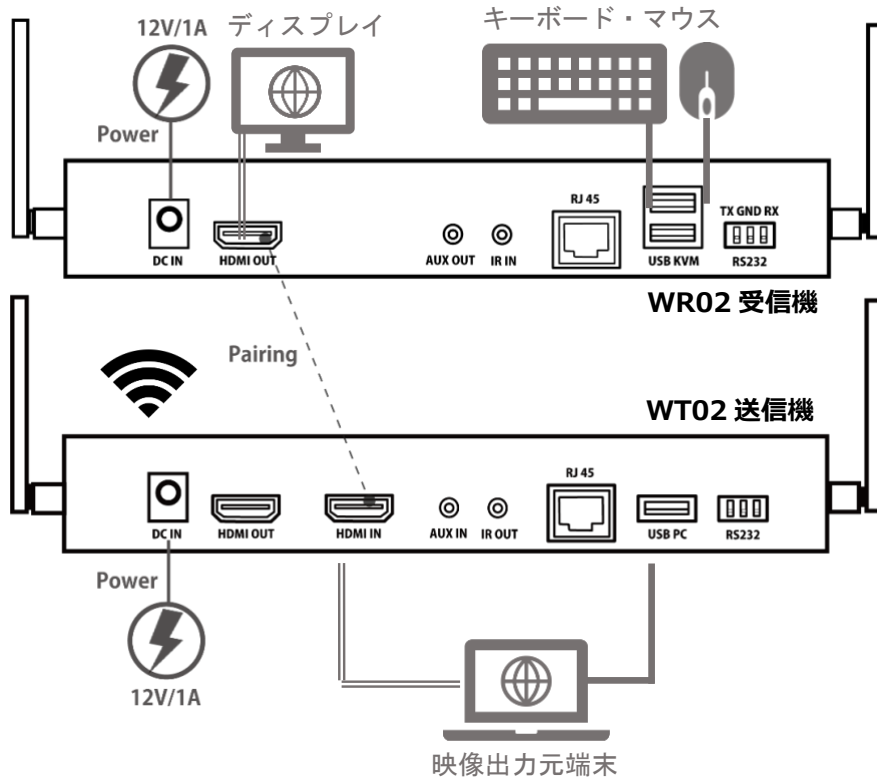 12V/1A ディスプレイ キーボード・マウス
Power
RJ 45
TX GND RX
DC IN HDMI OUT AUX OUT IR IN USB KVM RS232
WR02 受信機
Pairing
WT02 送信機
RJ 45
DC IN HDMI OUT HDMI IN AUX IN IR OUT USB PC RS232
Power
12V/1A
映像出力元端末